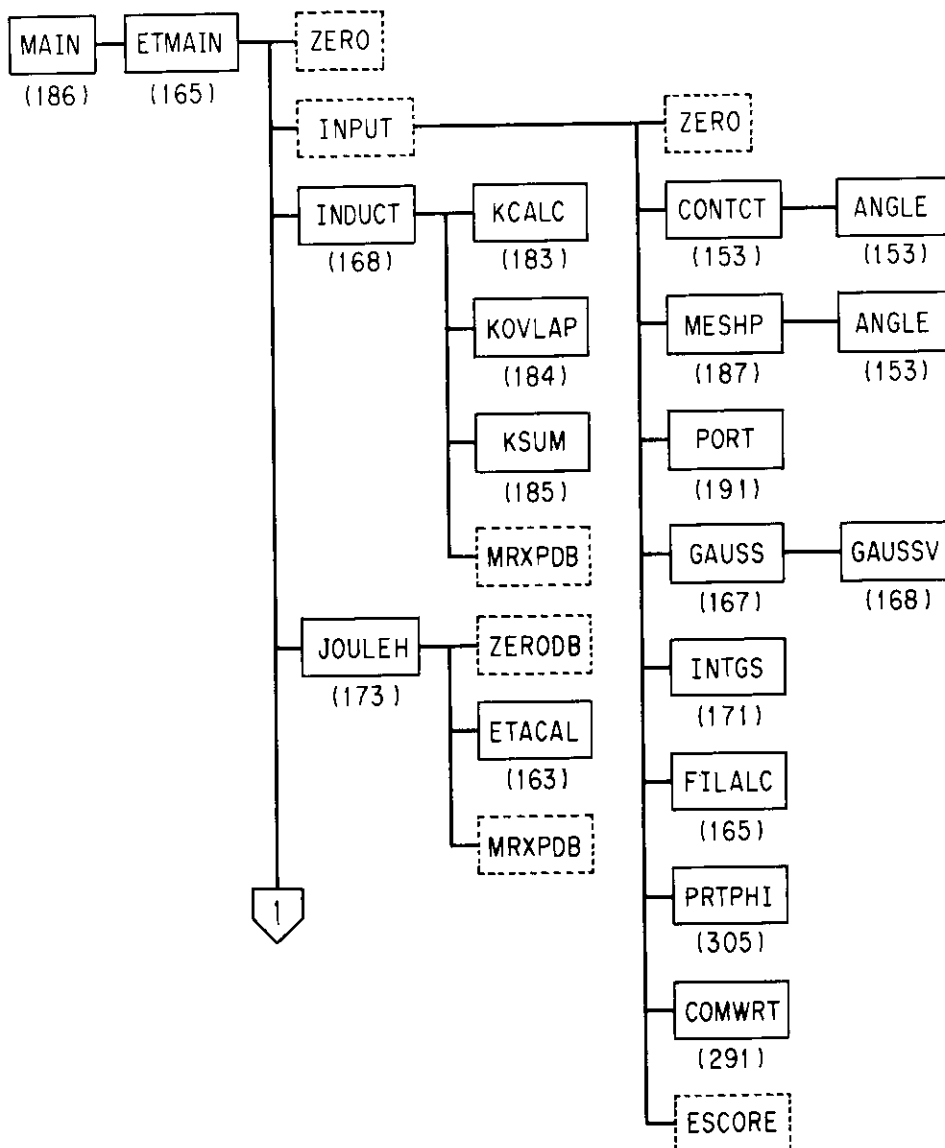 MAIN
(186)
ETMAIN
(165)
ZERO
INPUT
ZERO
CONTCT
(153)
ANGLE
(153)
MESHP
(187)
ANGLE
(153)
PORT
(191)
GAUSS
(167)
GAUSSV
(168)
INTGS
(171)
FILALC
(165)
PRTPHI
(305)
COMWRT
(291)
ESCORE
INDUCT
(168)
KCALC
(183)
KOVLAP
(184)
KSUM
(185)
MRXPDB
JOULEH
(173)
ZERODB
ETACAL
(163)
MRXPDB
1